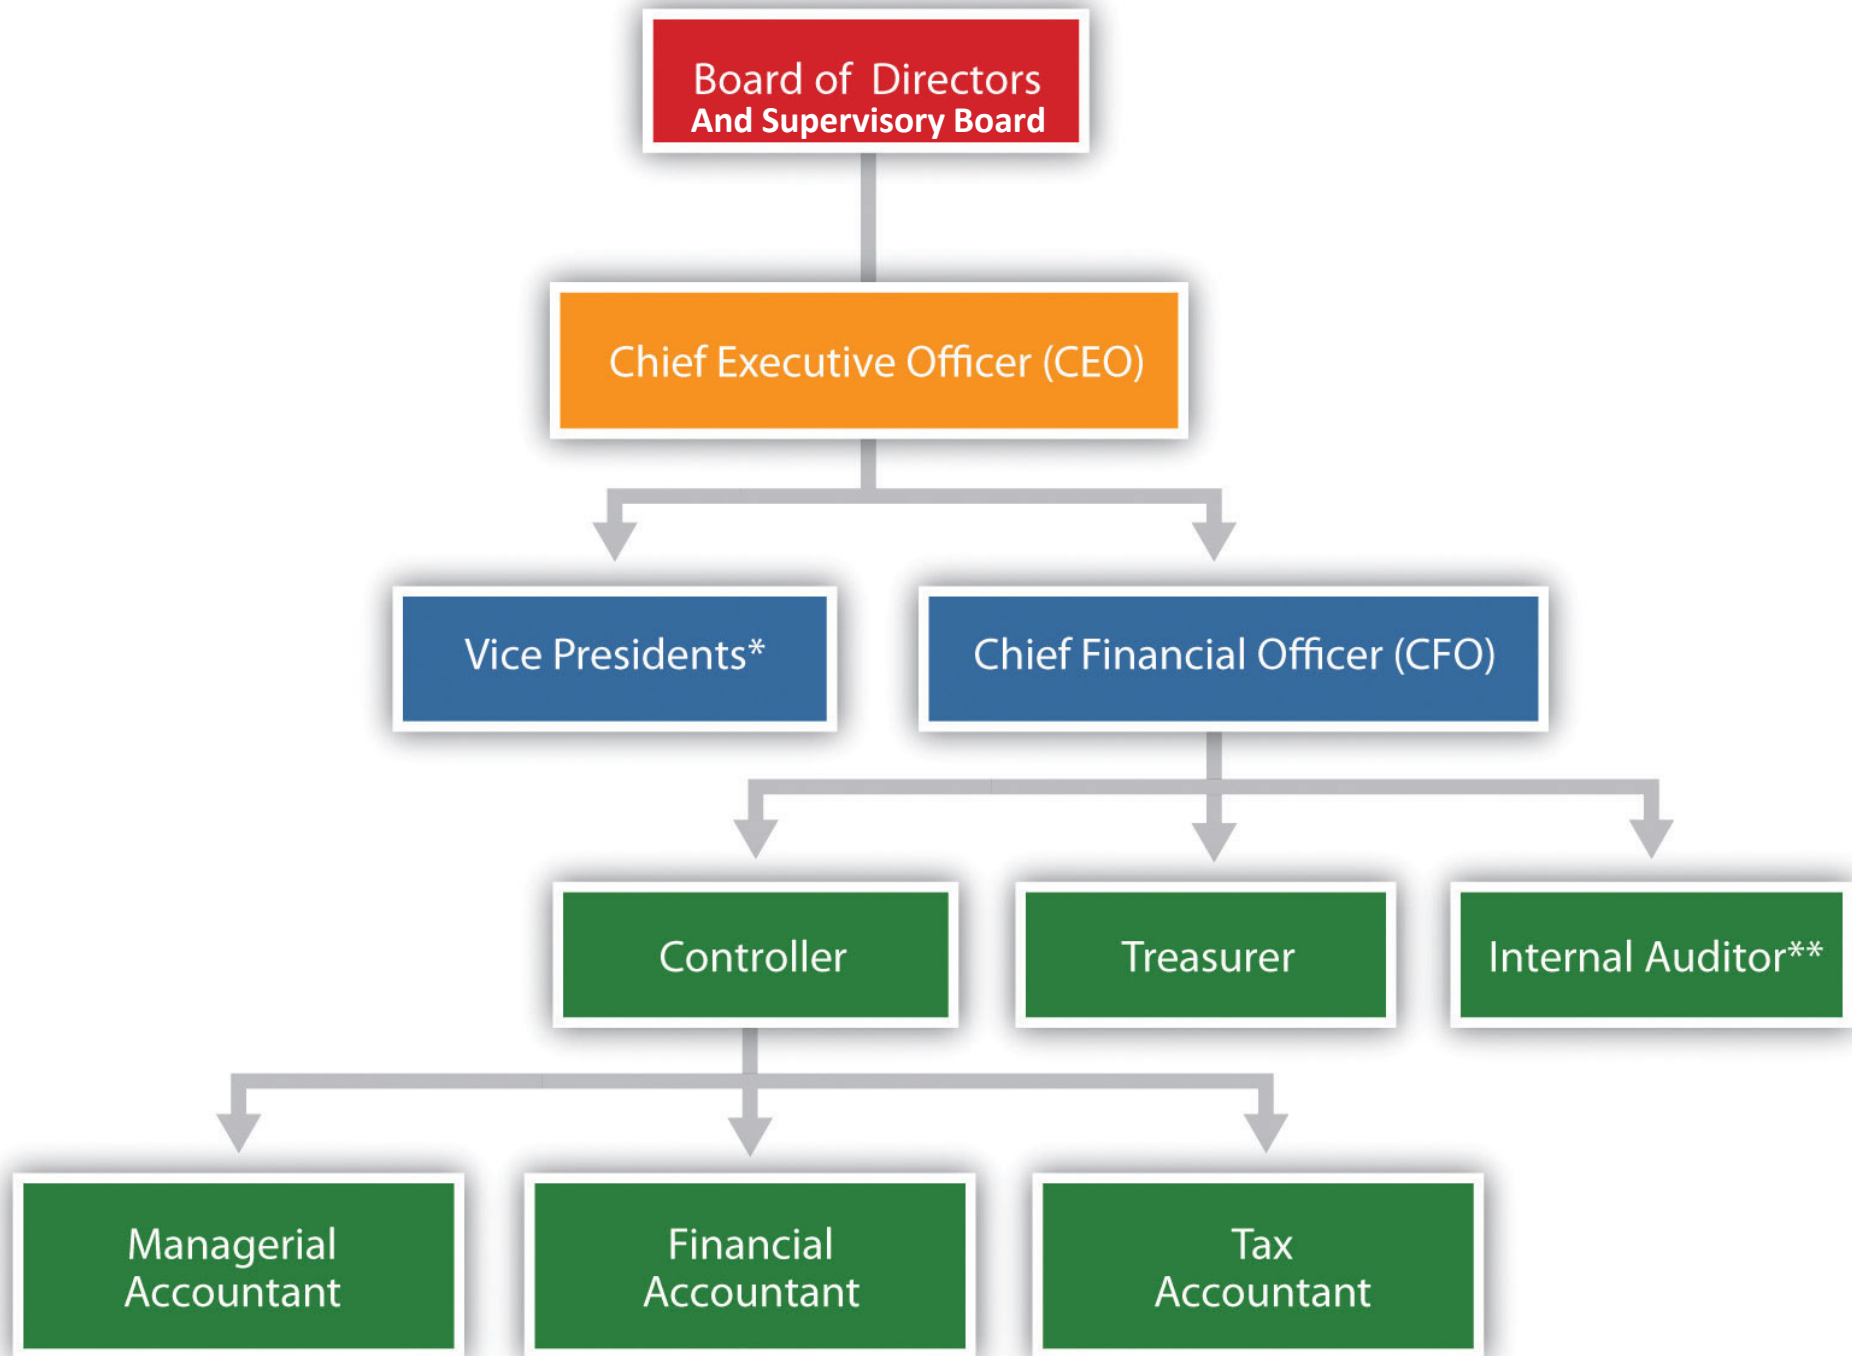 Board of Directors
And Supervisory Board
Chief Executive Officer (CEO)
Vice Presidents*
Chief Financial Officer (CFO)
Controller
Treasurer
Internal Auditor**
Managerial
Accountant
Financial
Accountant
Tax
Accountant